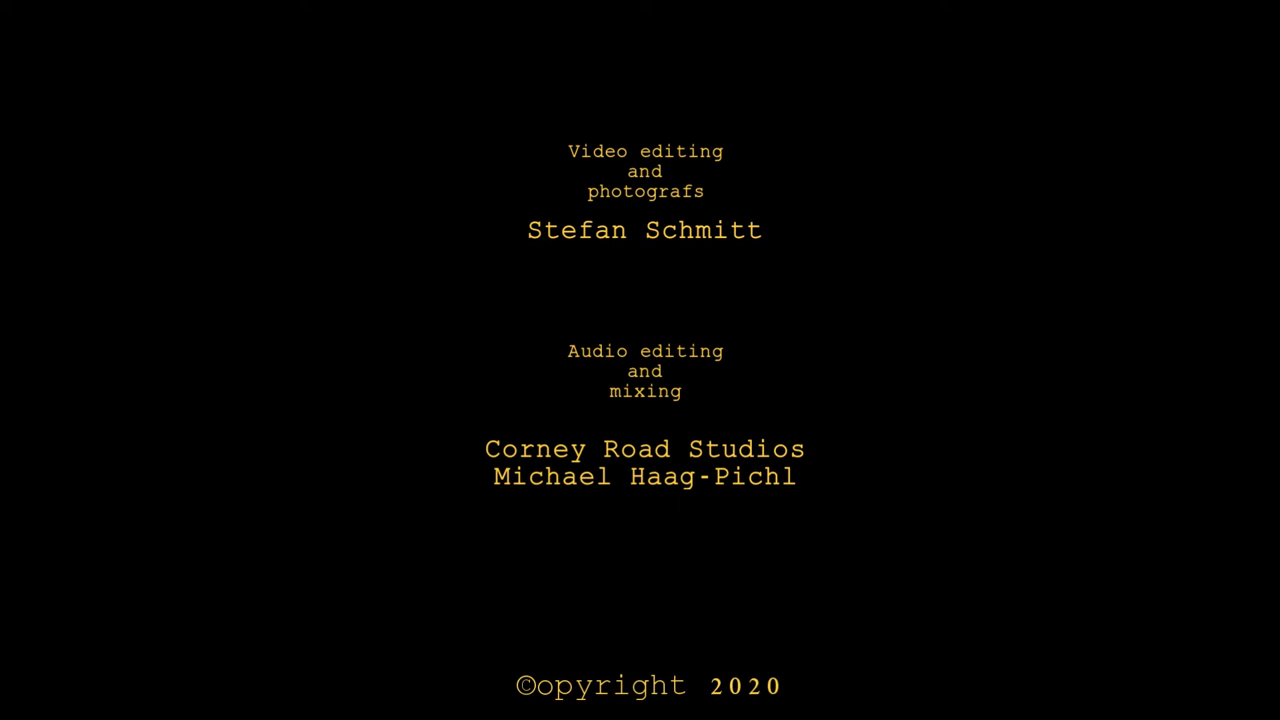 Video editing
and
photografs
Stefan Schmitt
Audio editing
and
mixing
Corney Road Studios
Michael Haag-Pichl
©opyright 2020